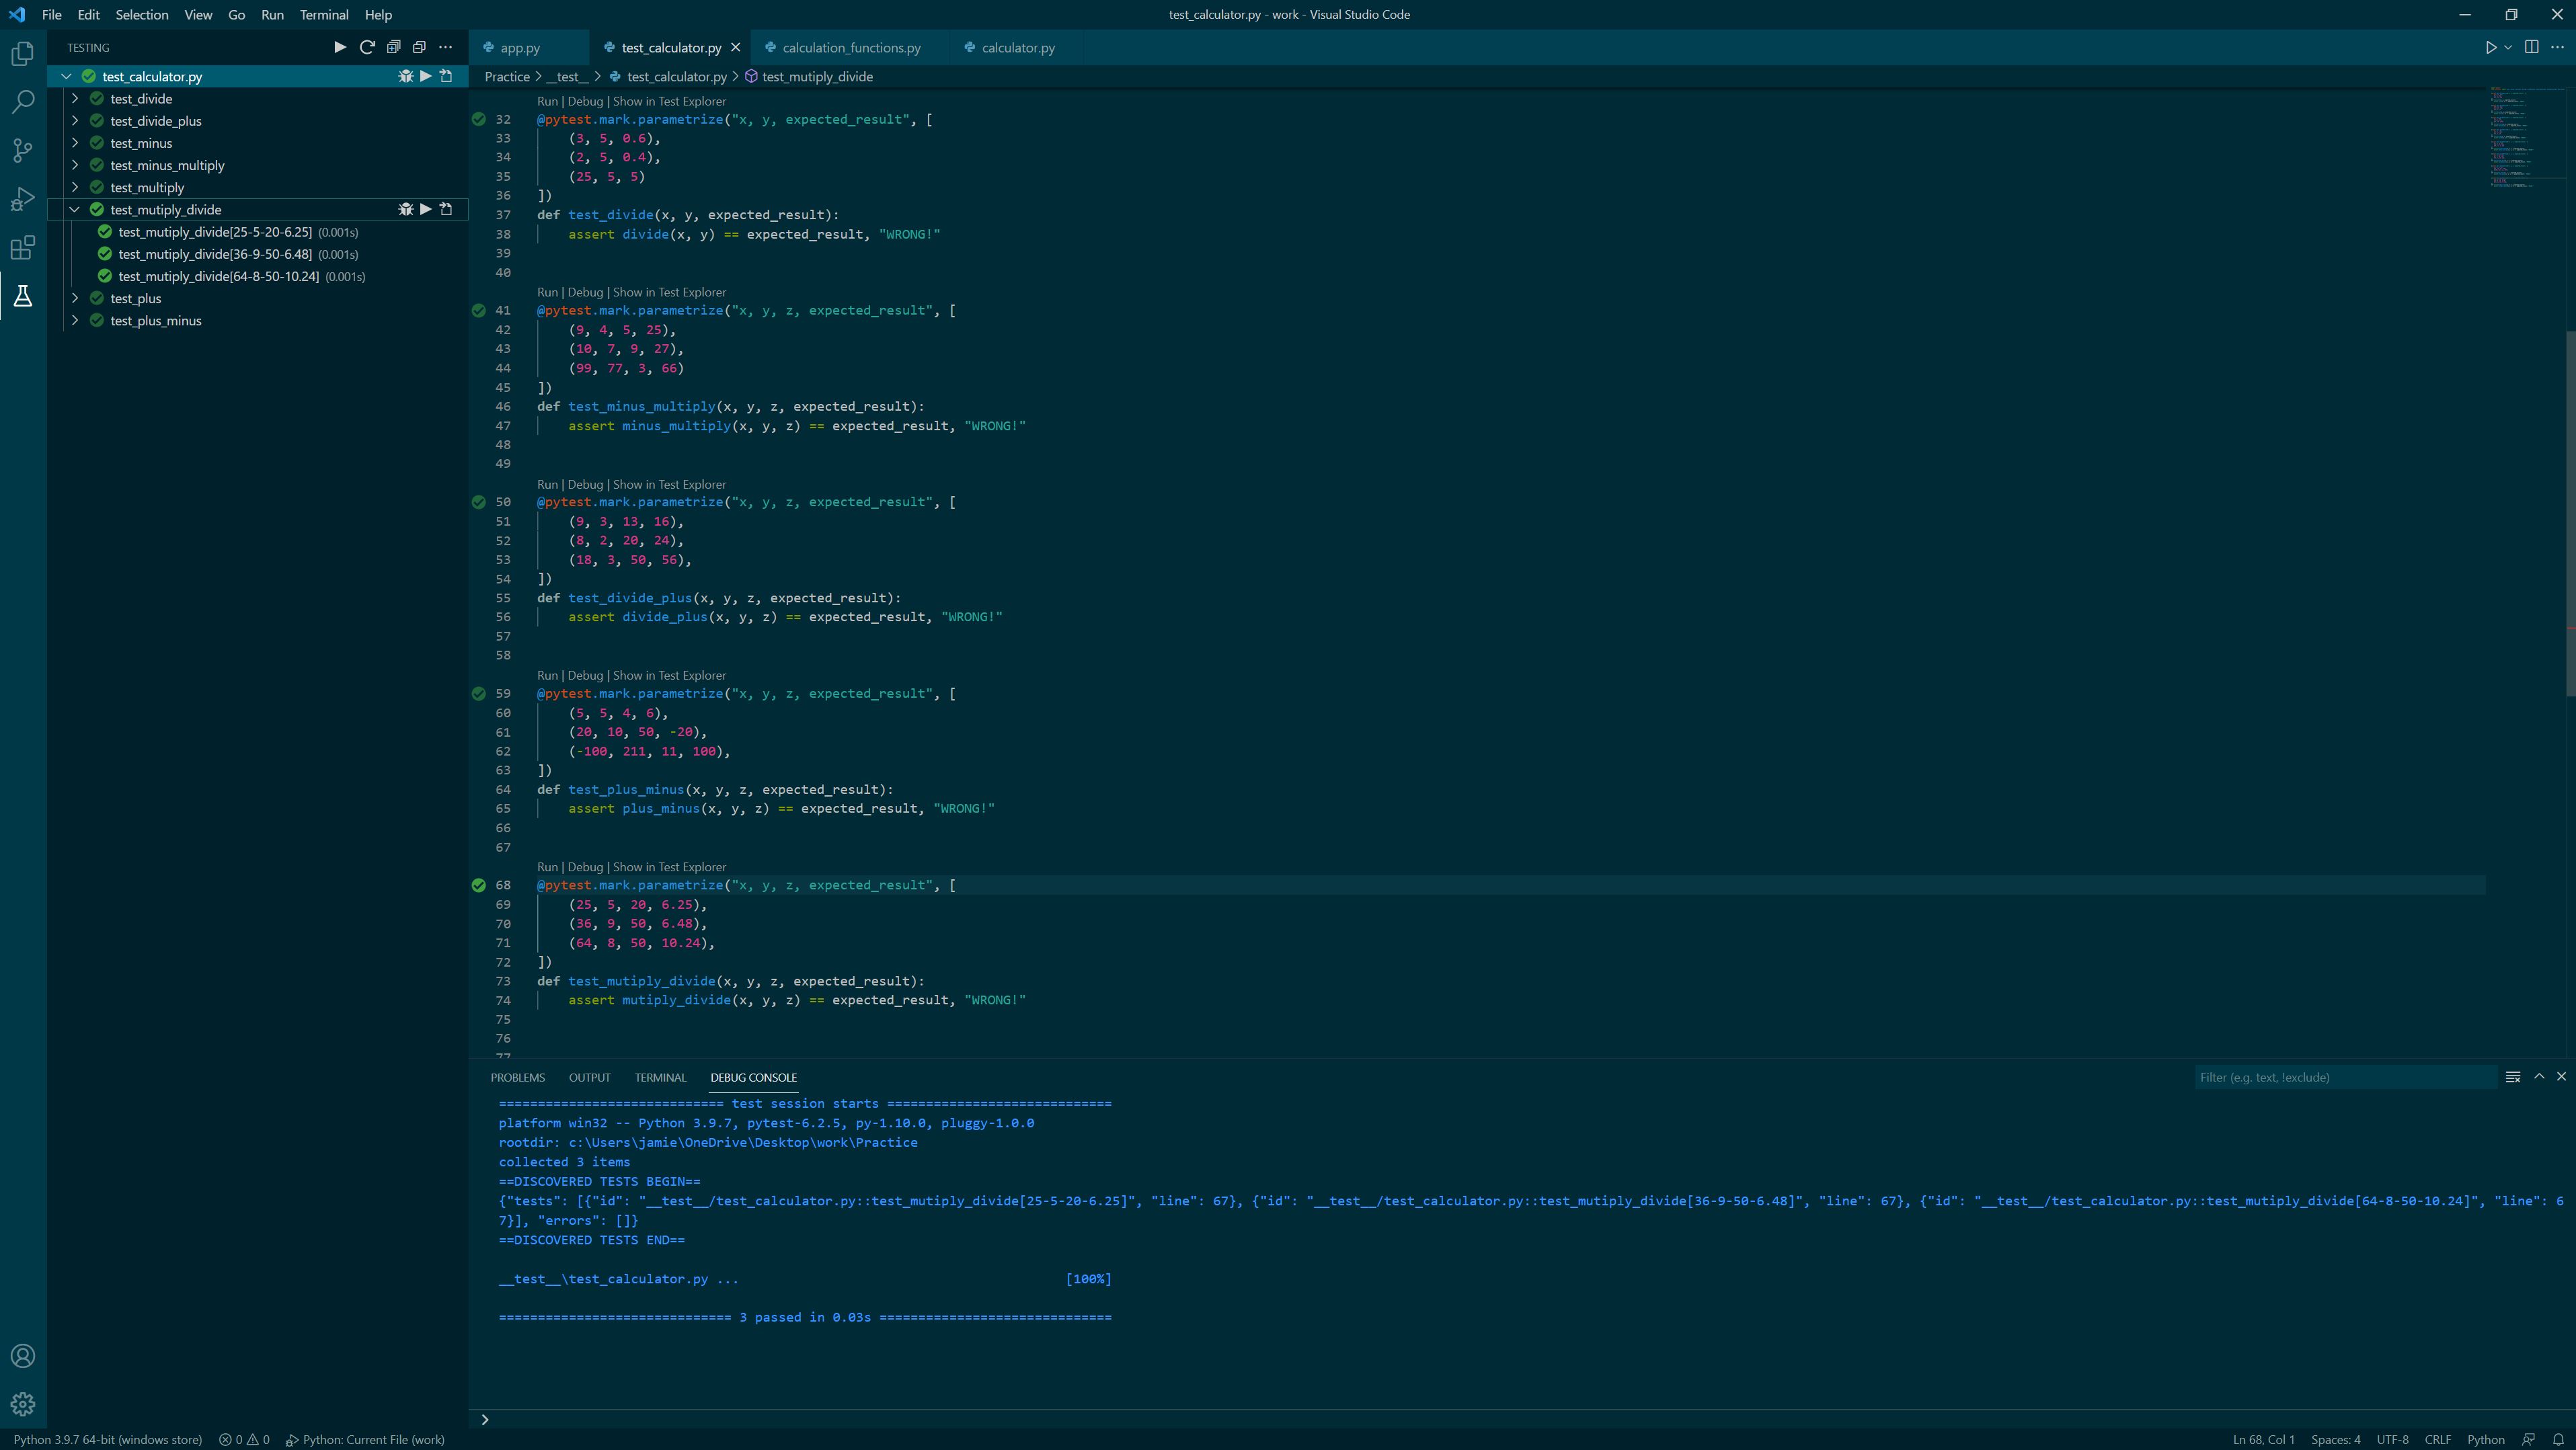 File Edit Selection View Go Run Terminal Help
test_calculator.py - work - Visual Studio Code
TESTING
test_calculator.py
test_divide
test_divide_plus
test_minus
test_minus_multiply
test_multiply
test_mutiply_divide
test_mutiply_divide[25-5-20-6.25] (0.001s)
test_mutiply_divide[36-9-50-6.48] (0.001s)
test_mutiply_divide[64-8-50-10.24] (0.001s)
test_plus
test_plus_minus
app.py test_calculator.py calculation_functions.py calculator.py
Practice > __test__ > test_calculator.py > test_mutiply_divide
Run | Debug | Show in Test Explorer
32 @pytest.mark.parametrize("x, y, expected_result", [
33 (3, 5, 0.6),
34 (2, 5, 0.4),
35 (25, 5, 5)
36 ])
37 def test_divide(x, y, expected_result):
38 assert divide(x, y) == expected_result, "WRONG!"
39
40
Run | Debug | Show in Test Explorer
41 @pytest.mark.parametrize("x, y, z, expected_result", [
42 (9, 4, 5, 25),
43 (10, 7, 9, 27),
44 (99, 77, 3, 66)
45 ])
46 def test_minus_multiply(x, y, z, expected_result):
47 assert minus_multiply(x, y, z) == expected_result, "WRONG!"
48
49
Run | Debug | Show in Test Explorer
50 @pytest.mark.parametrize("x, y, z, expected_result", [
51 (9, 3, 13, 16),
52 (8, 2, 20, 24),
53 (18, 3, 50, 56),
54 ])
55 def test_divide_plus(x, y, z, expected_result):
56 assert divide_plus(x, y, z) == expected_result, "WRONG!"
57
58
Run | Debug | Show in Test Explorer
59 @pytest.mark.parametrize("x, y, z, expected_result", [
60 (5, 5, 4, 6),
61 (20, 10, 50, -20),
62 (-100, 211, 11, 100),
63 ])
64 def test_plus_minus(x, y, z, expected_result):
65 assert plus_minus(x, y, z) == expected_result, "WRONG!"
66
67
Run | Debug | Show in Test Explorer
68 @pytest.mark.parametrize("x, y, z, expected_result", [
69 (25, 5, 20, 6.25),
70 (36, 9, 50, 6.48),
71 (64, 8, 50, 10.24),
72 ])
73 def test_mutiply_divide(x, y, z, expected_result):
74 assert mutiply_divide(x, y, z) == expected_result, "WRONG!"
75
76
77
PROBLEMS OUTPUT TERMINAL DEBUG CONSOLE
Filter (e.g. text, !exclude)
============================= test session starts =============================
platform win32 -- Python 3.9.7, pytest-6.2.5, py-1.10.0, pluggy-1.0.0
rootdir: c:\Users\jamie\OneDrive\Desktop\work\Practice
collected 3 items
==DISCOVERED TESTS BEGIN==
{"tests": [{"id": "__test__/test_calculator.py::test_mutiply_divide[25-5-20-6.25]", "line": 67}, {"id": "__test__/test_calculator.py::test_mutiply_divide[36-9-50-6.48]", "line": 67}, {"id": "__test__/test_calculator.py::test_mutiply_divide[64-8-50-10.24]", "line": 6
7}], "errors": []}
==DISCOVERED TESTS END==
__test__\test_calculator.py ... [100%]
============================== 3 passed in 0.03s ==============================
Python 3.9.7 64-bit (windows store) 0 0 Python: Current File (work)
Ln 68, Col 1 Spaces: 4 UTF-8 CRLF Python